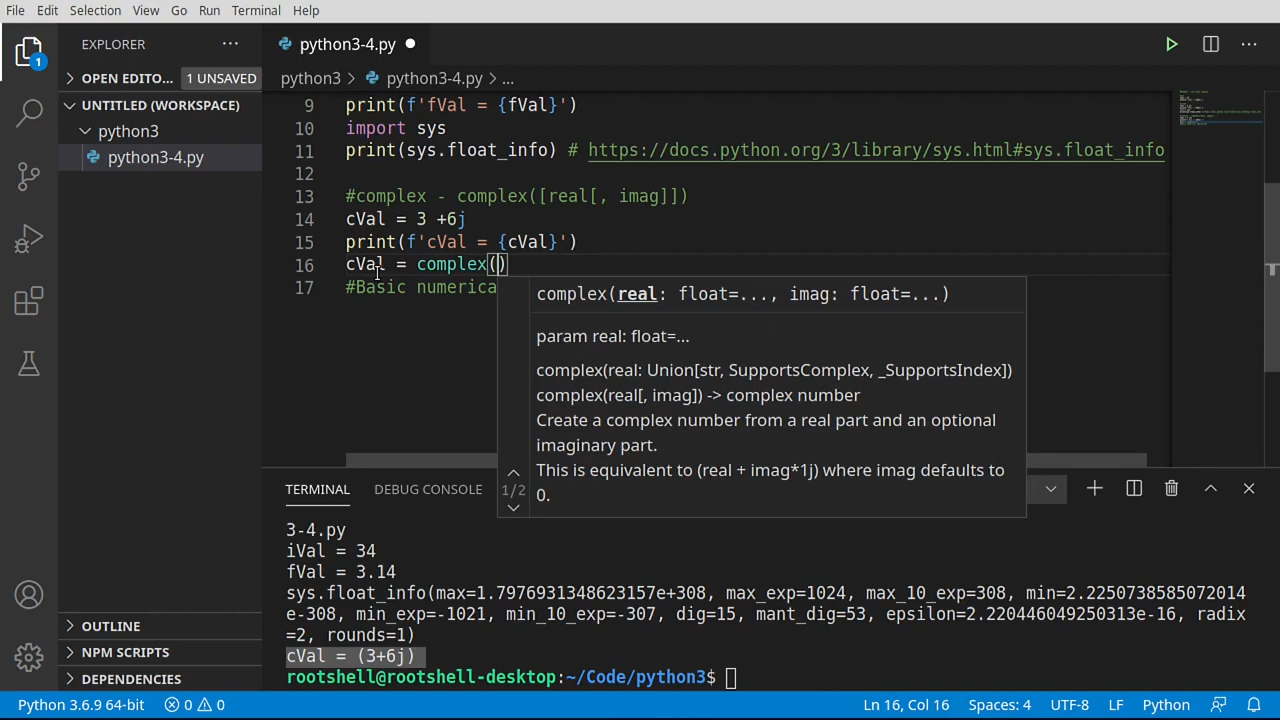 File Edit Selection View Go Run Terminal Help
EXPLORER
python3-4.py
OPEN EDITO... 1 UNSAVED
python3 > python3-4.py > ...
UNTITLED (WORKSPACE)
python3
python3-4.py
9 print(f'fVal = {fVal}')
10 import sys
11 print(sys.float_info) # https://docs.python.org/3/library/sys.html#sys.float_info
12
13 #complex - complex([real[, imag]])
14 cVal = 3 +6j
15 print(f'cVal = {cVal}')
16 cVal = complex()
17 #Basic numerica
complex(real: float=..., imag: float=...)
param real: float=...
complex(real: Union[str, SupportsComplex, _SupportsIndex])
complex(real[, imag]) -> complex number
Create a complex number from a real part and an optional
imaginary part.
This is equivalent to (real + imag*1j) where imag defaults to
0.
1/2
TERMINAL DEBUG CONSOLE
3-4.py
iVal = 34
fVal = 3.14
sys.float_info(max=1.7976931348623157e+308, max_exp=1024, max_10_exp=308, min=2.2250738585072014
e-308, min_exp=-1021, min_10_exp=-307, dig=15, mant_dig=53, epsilon=2.220446049250313e-16, radix
=2, rounds=1)
cVal = (3+6j)
rootshell@rootshell-desktop:~/Code/python3$
OUTLINE
NPM SCRIPTS
DEPENDENCIES
1
Python 3.6.9 64-bit 0 0 Ln 16, Col 16 Spaces: 4 UTF-8 LF Python